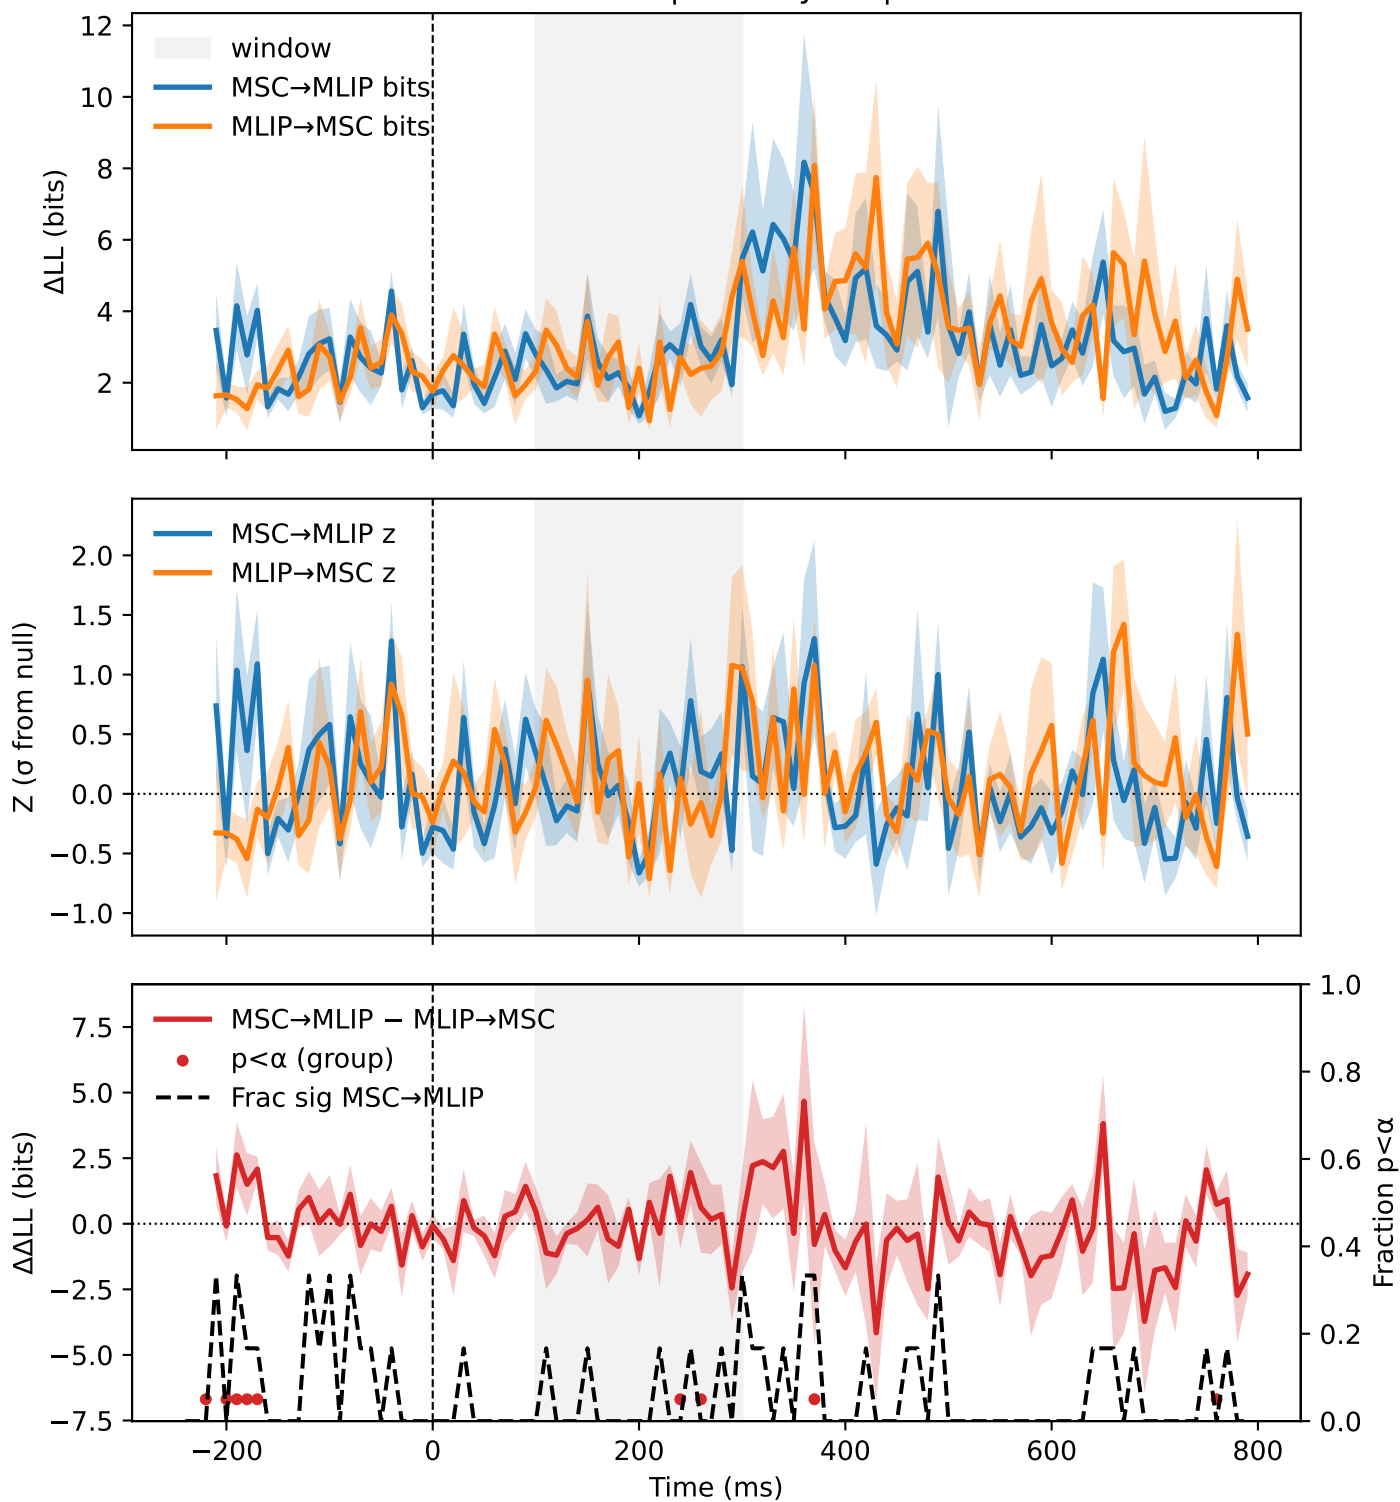 12
10
8
6
4
2
ΔLL (bits)
window
MSC→MLIP bits
MLIP→MSC bits
2.0
1.5
1.0
0.5
0.0
−0.5
−1.0
Z (σ from null)
MSC→MLIP z
MLIP→MSC z
7.5
5.0
2.5
0.0
−2.5
−5.0
−7.5
ΔΔLL (bits)
MSC→MLIP − MLIP→MSC
p<α (group)
Frac sig MSC→MLIP
1.0
0.8
0.6
0.4
0.2
0.0
Fraction p<α
−200 0 200 400 600 800
Time (ms)